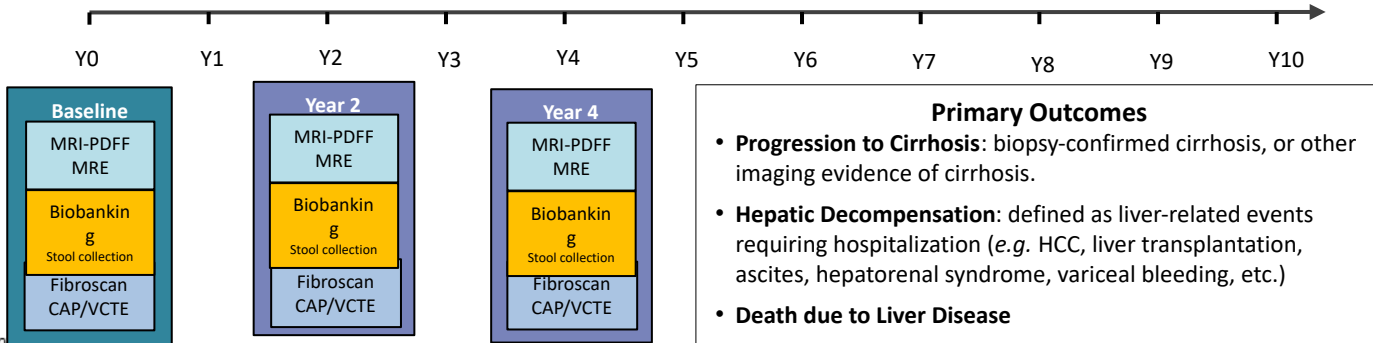 Y0 Y1 Y2 Y3 Y4 Y5 Y6 Y7 Y8 Y9 Y10
Baseline
MRI-PDFF
MRE
Biobankin
g
Stool collection
Fibroscan
CAP/VCTE
Year 2
MRI-PDFF
MRE
Biobankin
g
Stool collection
Fibroscan
CAP/VCTE
Year 4
MRI-PDFF
MRE
Biobankin
g
Stool collection
Fibroscan
CAP/VCTE
Primary Outcomes
• Progression to Cirrhosis: biopsy-confirmed cirrhosis, or other
imaging evidence of cirrhosis.
• Hepatic Decompensation: defined as liver-related events
requiring hospitalization (e.g. HCC, liver transplantation,
ascites, hepatorenal syndrome, variceal bleeding, etc.)
• Death due to Liver Disease